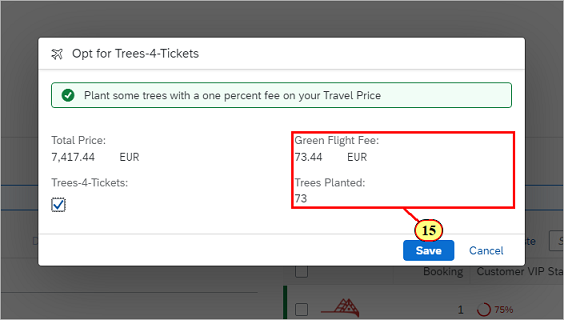 Opt for Trees-4-Tickets
Plant some trees with a one percent fee on your Travel Price
Total Price:
7,417.44 EUR
Green Flight Fee:
73.44 EUR
Trees-4-Tickets:
Trees Planted:
73
15
Save
Cancel
Booking
Customer VIP Sta
1
75%